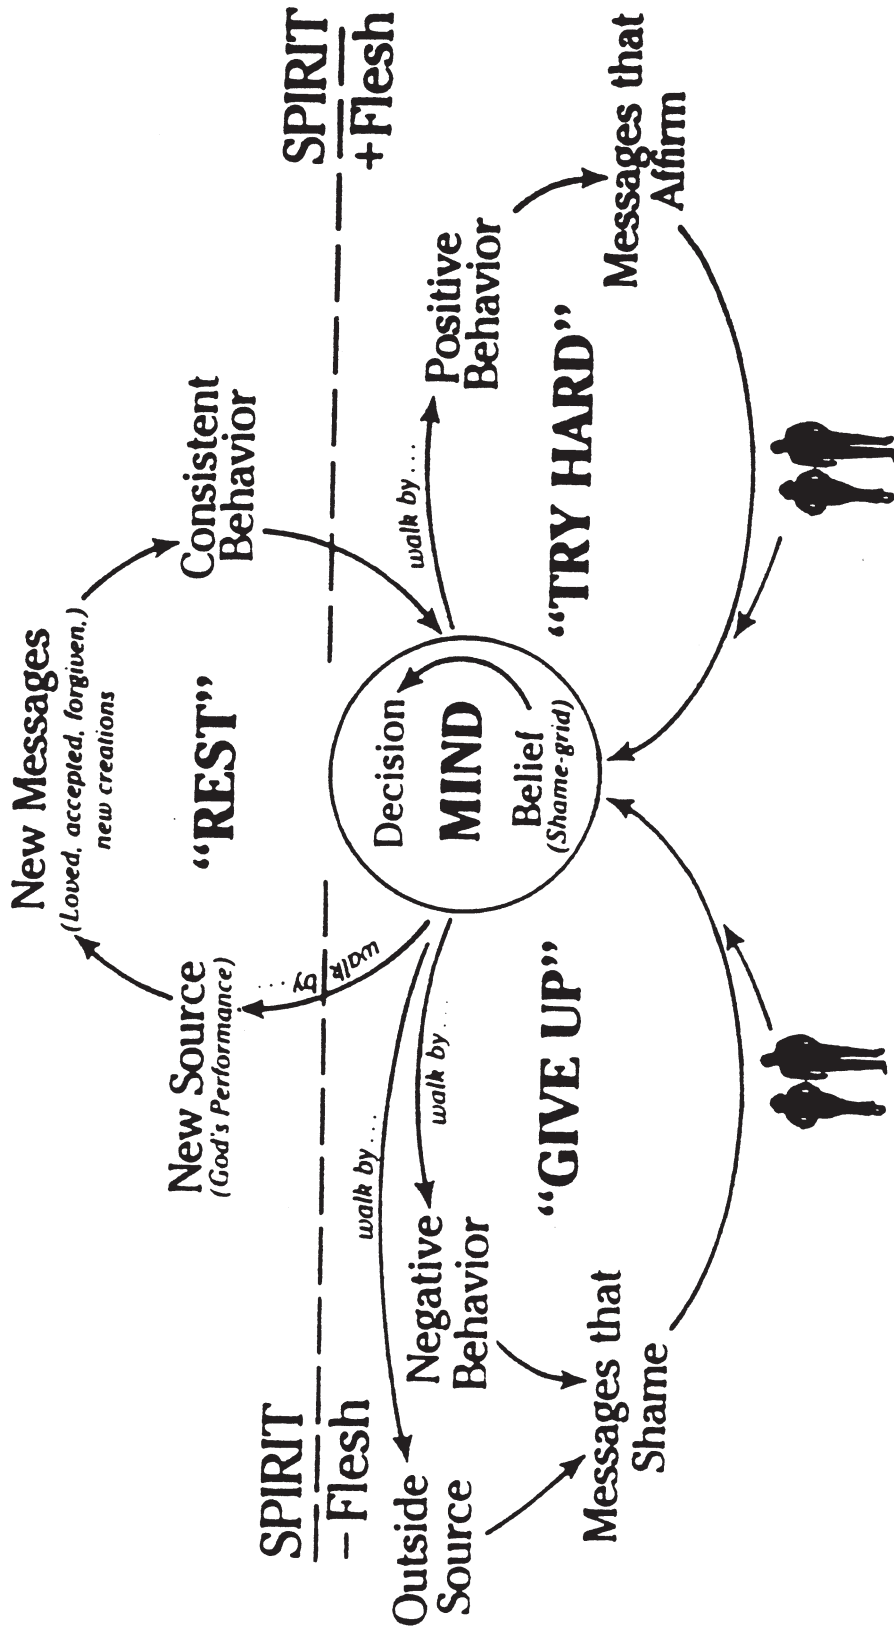 New Messages
(Loved, accepted, forgiven,)
new creations
New Source
(God's Performance)
"REST"
Consistent
Behavior
walk by . . .
SPIRIT
– Flesh
SPIRIT
+ Flesh
Decision
MIND
Belief
(Shame-grid)
walk by . . .
walk by . . .
walk by . . .
Outside
Source
Negative
Behavior
"GIVE UP"
Messages that
Shame
Positive
Behavior
"TRY HARD"
Messages that
Affirm